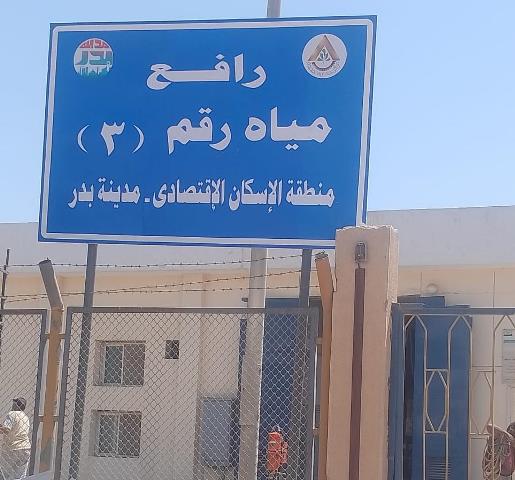 رافع
مياه رقم (٣)
منطقة الإسكان الإقتصادى - مدينة بدر